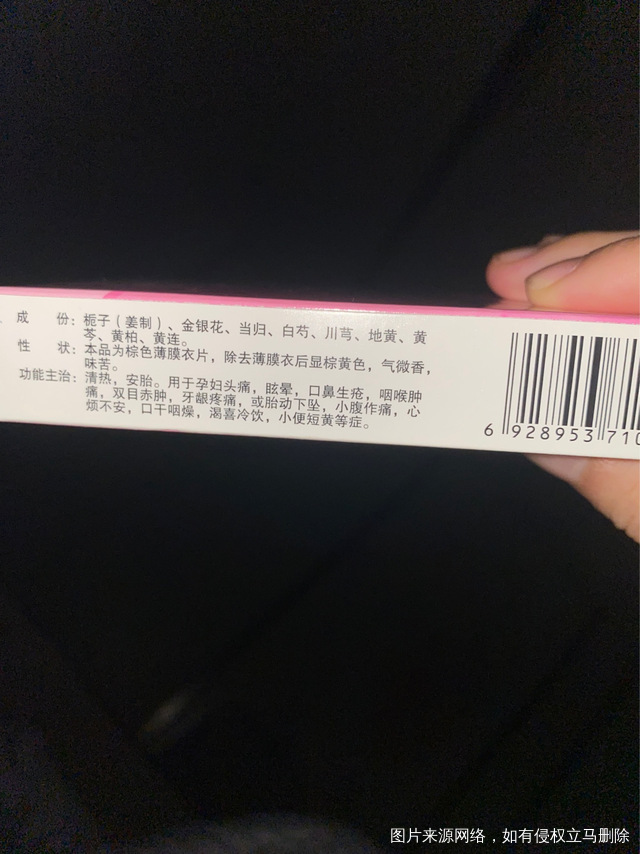 成 份：栀子（姜制）、金银花、当归、白芍、川芎、地黄、黄
芩、黄柏、黄连。
性 状：本品为棕色薄膜衣片，除去薄膜衣后显棕黄色，气微香，
味苦。
功能主治：清热，安胎。用于孕妇头痛，眩晕，口鼻生疮，咽喉肿
痛，双目赤肿，牙龈疼痛，或胎动下坠，小腹作痛，心
烦不安，口干咽燥，渴喜冷饮，小便短黄等症。
6 928953 710
图片来源网络，如有侵权立马删除